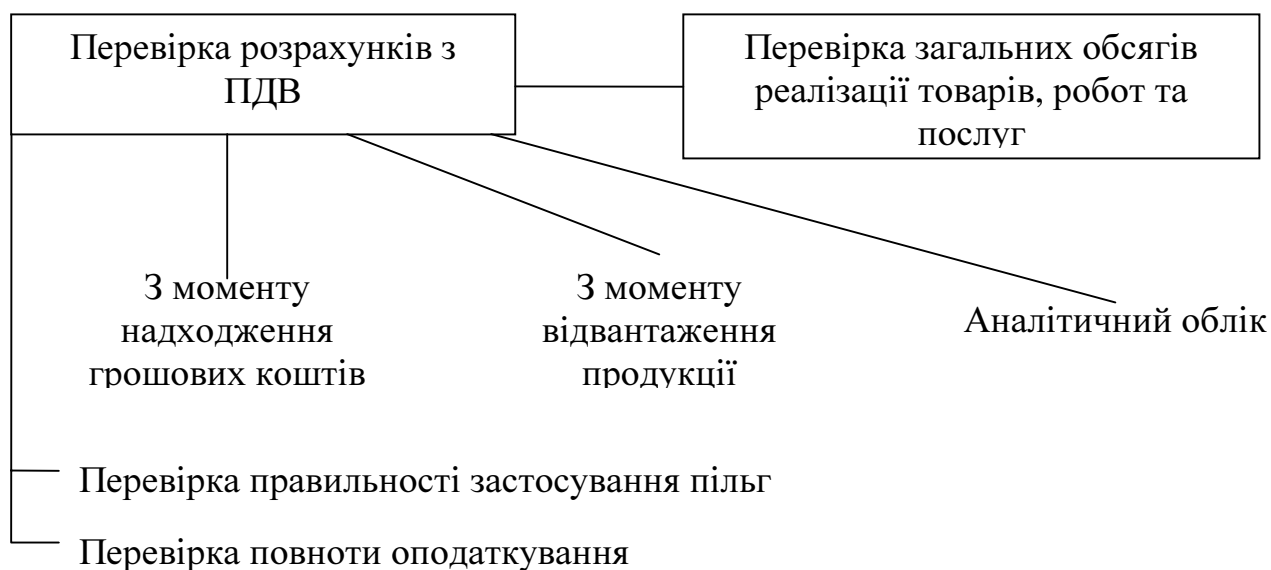 Перевірка розрахунків з
ПДВ
Перевірка загальних обсягів
реалізації товарів, робот та
послуг
З моменту
надходження
грошових коштів
З моменту
відвантаження
продукції
Аналітичний облік
Перевірка правильності застосування пільг
Перевірка повноти оподаткування